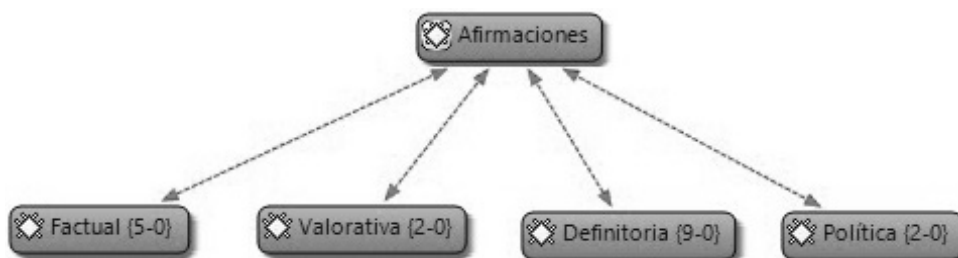 Afirmaciones
Factual {5-0}
Valorativa {2-0}
Definitoria {9-0}
Política {2-0}